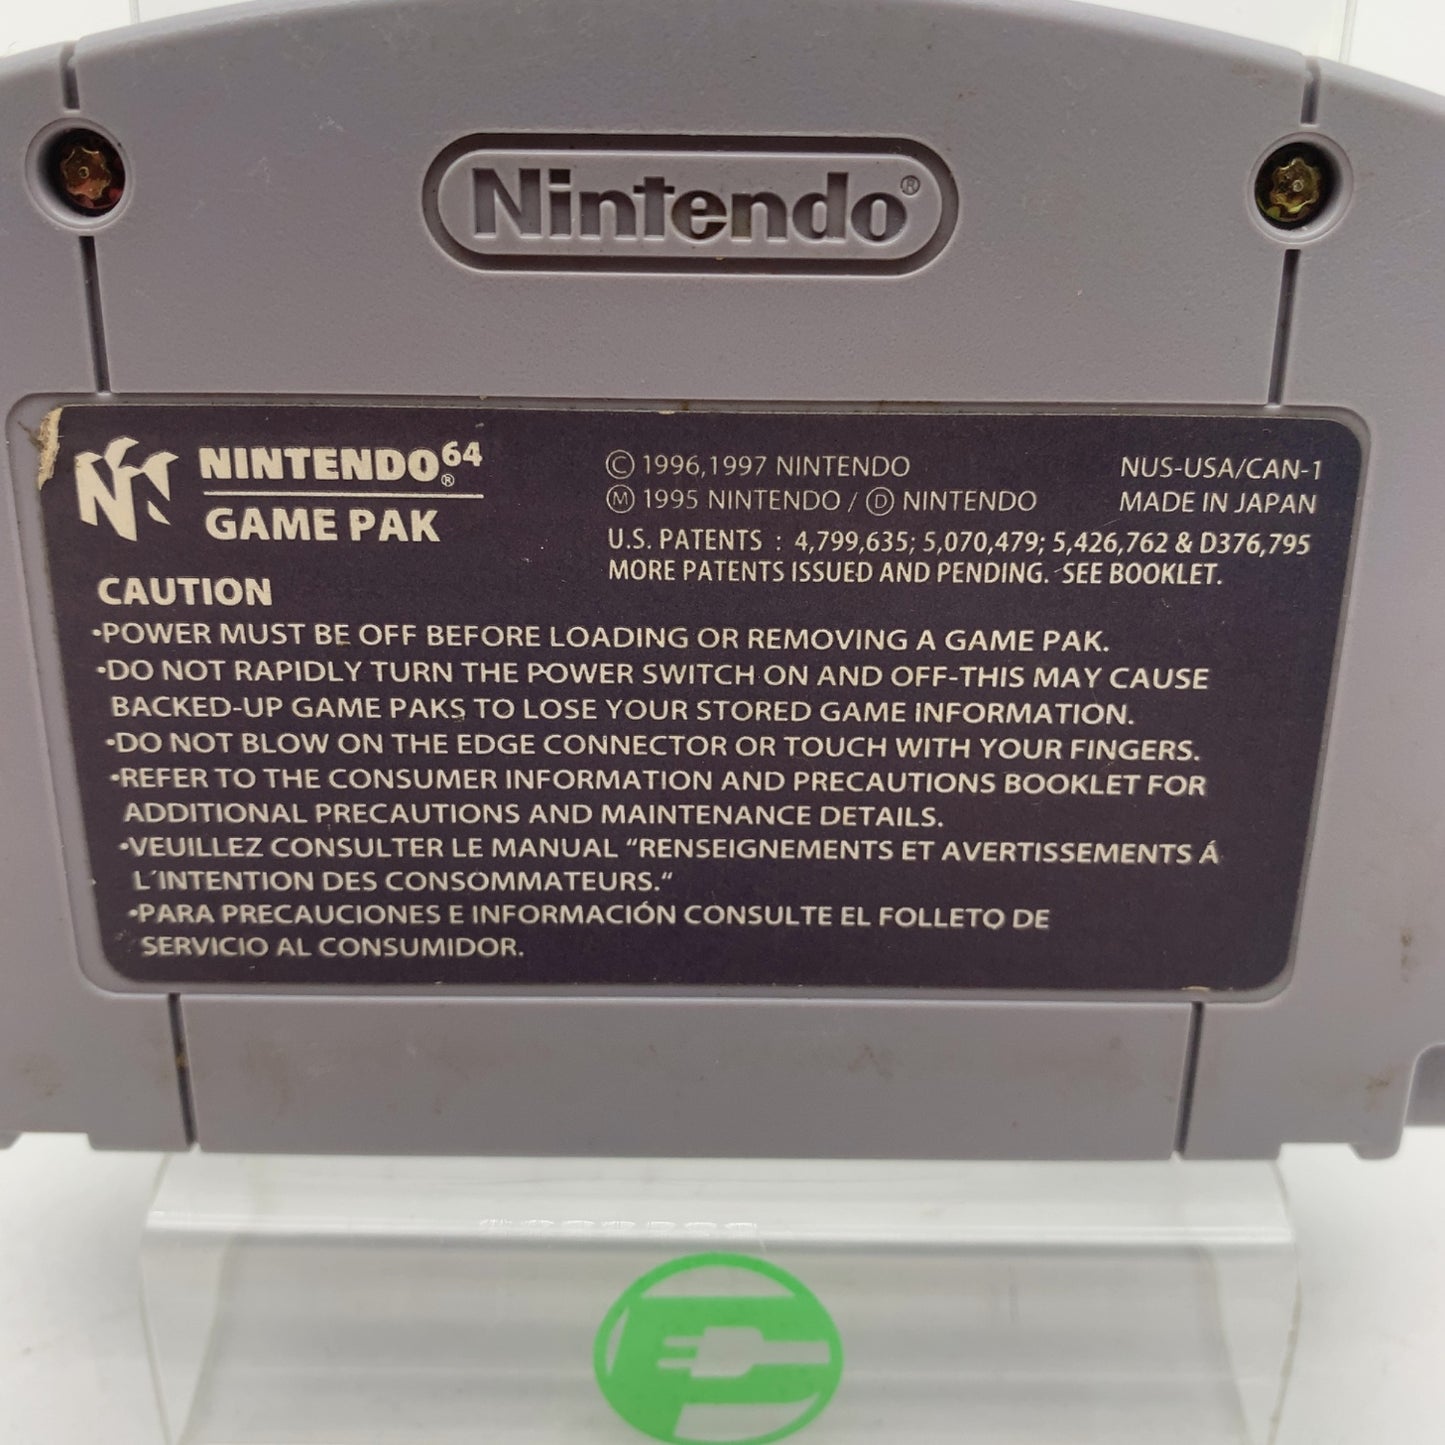 Nintendo®
NINTENDO64®
GAME PAK
© 1996,1997 NINTENDO
Ⓜ 1995 NINTENDO / Ⓓ NINTENDO
NUS-USA/CAN-1
MADE IN JAPAN
U.S. PATENTS : 4,799,635; 5,070,479; 5,426,762 & D376,795
MORE PATENTS ISSUED AND PENDING. SEE BOOKLET.
CAUTION
•POWER MUST BE OFF BEFORE LOADING OR REMOVING A GAME PAK.
•DO NOT RAPIDLY TURN THE POWER SWITCH ON AND OFF-THIS MAY CAUSE
BACKED-UP GAME PAKS TO LOSE YOUR STORED GAME INFORMATION.
•DO NOT BLOW ON THE EDGE CONNECTOR OR TOUCH WITH YOUR FINGERS.
•REFER TO THE CONSUMER INFORMATION AND PRECAUTIONS BOOKLET FOR
ADDITIONAL PRECAUTIONS AND MAINTENANCE DETAILS.
•VEUILLEZ CONSULTER LE MANUAL “RENSEIGNEMENTS ET AVERTISSEMENTS Á
L'INTENTION DES CONSOMMATEURS.“
•PARA PRECAUCIONES E INFORMACIÓN CONSULTE EL FOLLETO DE
SERVICIO AL CONSUMIDOR.